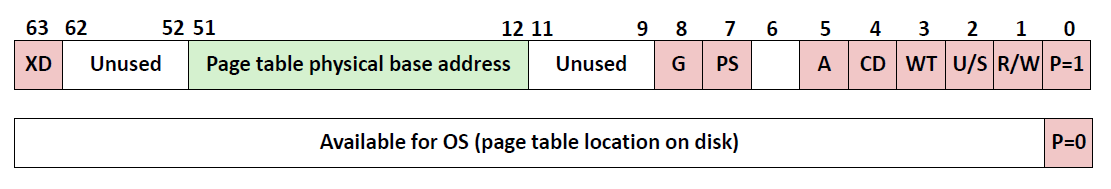 63 62 52 51 12 11 9 8 7 6 5 4 3 2 1 0
XD Unused Page table physical base address Unused G PS A CD WT U/S R/W P=1
Available for OS (page table location on disk) P=0